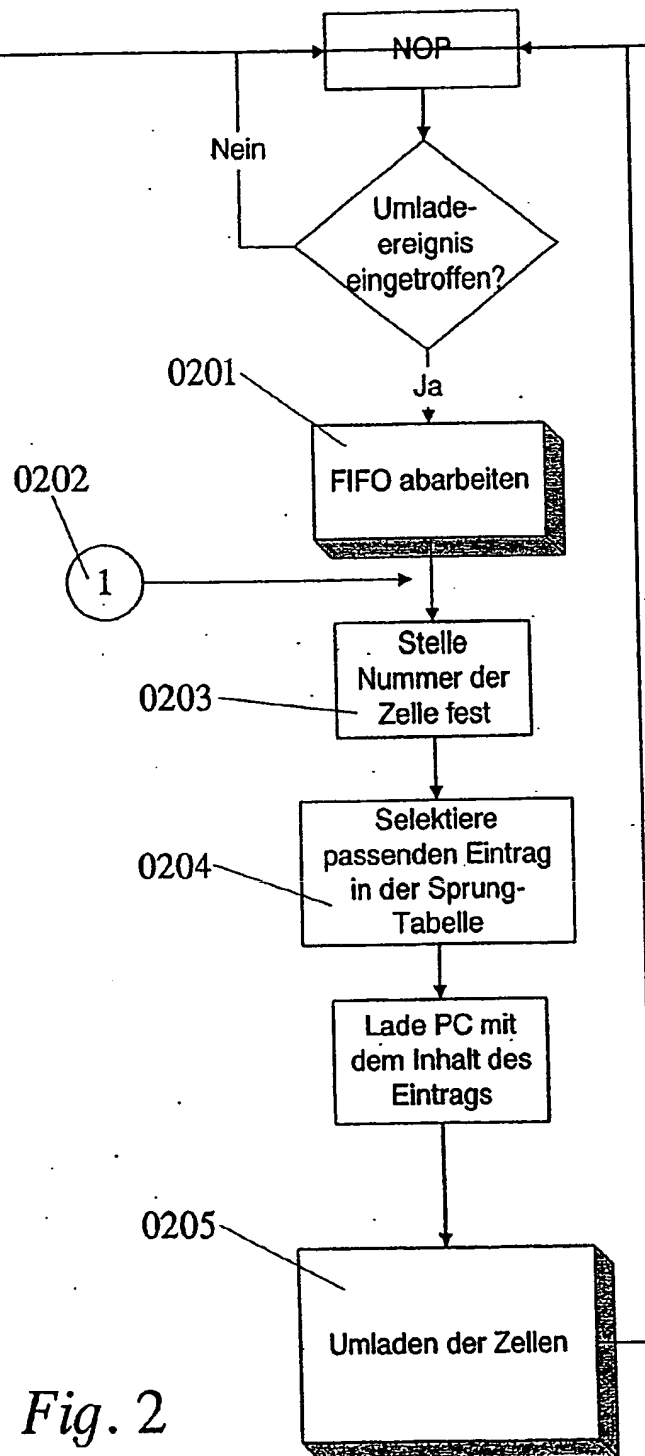 NOP
Nein
Umlade-
ereignis
eingetroffen?
Ja
0201
FIFO abarbeiten
0202
1
Stelle
Nummer der
Zelle fest
0203
Selektiere
passenden Eintrag
in der Sprung-
Tabelle
0204
Lade PC mit
dem Inhalt des
Eintrags
0205
Umladen der Zellen
Fig. 2